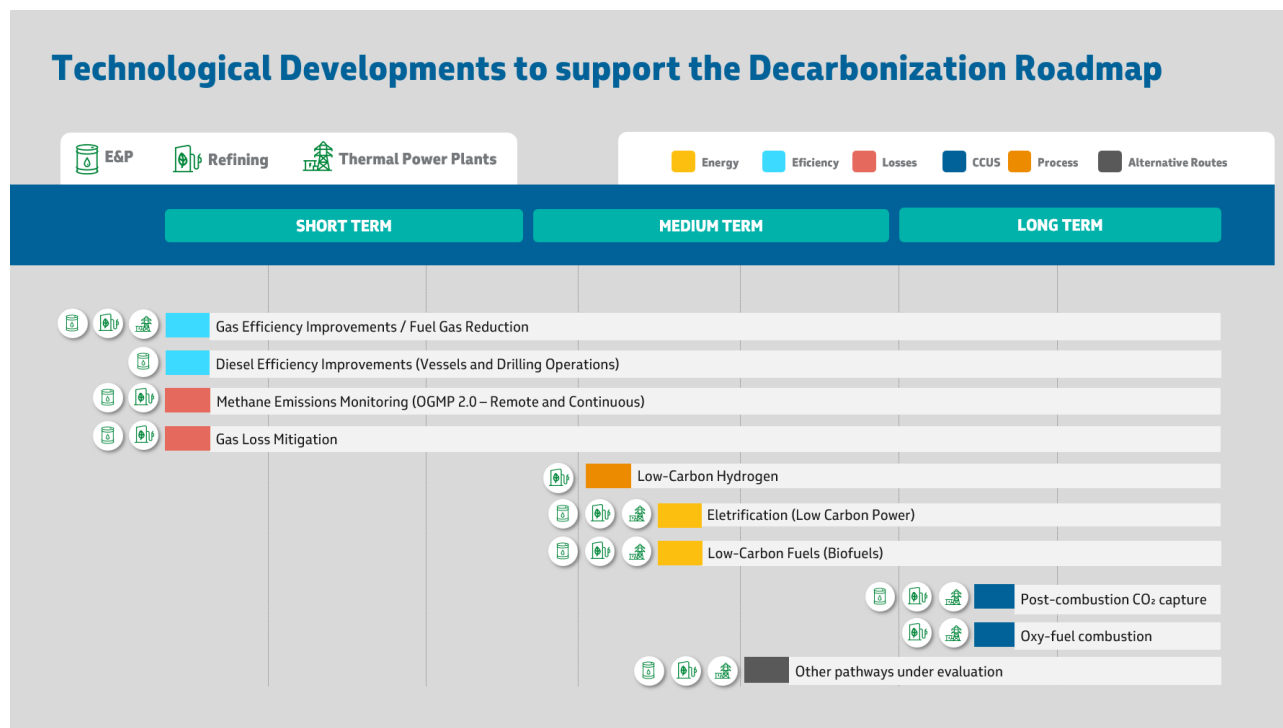 Technological Developments to support the Decarbonization Roadmap
E&P
Refining
Thermal Power Plants
Energy
Eficiency
Losses
CCUS
Process
Alternative Routes
SHORT TERM
MEDIUM TERM
LONG TERM
Gas Efficiency Improvements / Fuel Gas Reduction
Diesel Efficiency Improvements (Vessels and Drilling Operations)
Methane Emissions Monitoring (OGMP 2.0 – Remote and Continuous)
Gas Loss Mitigation
Low-Carbon Hydrogen
Eletrification (Low Carbon Power)
Low-Carbon Fuels (Biofuels)
Post-combustion CO₂ capture
Oxy-fuel combustion
Other pathways under evaluation